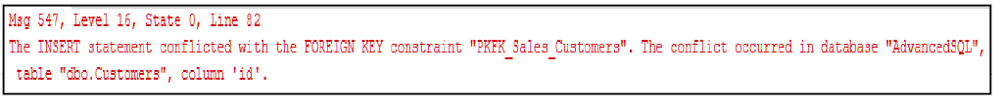 Msg 547, Level 16, State 0, Line 82
The INSERT statement conflicted with the FOREIGN KEY constraint "PKFK_Sales_Customers". The conflict occurred in database "AdvancedSQL",
table "dbo.Customers", column 'id'.